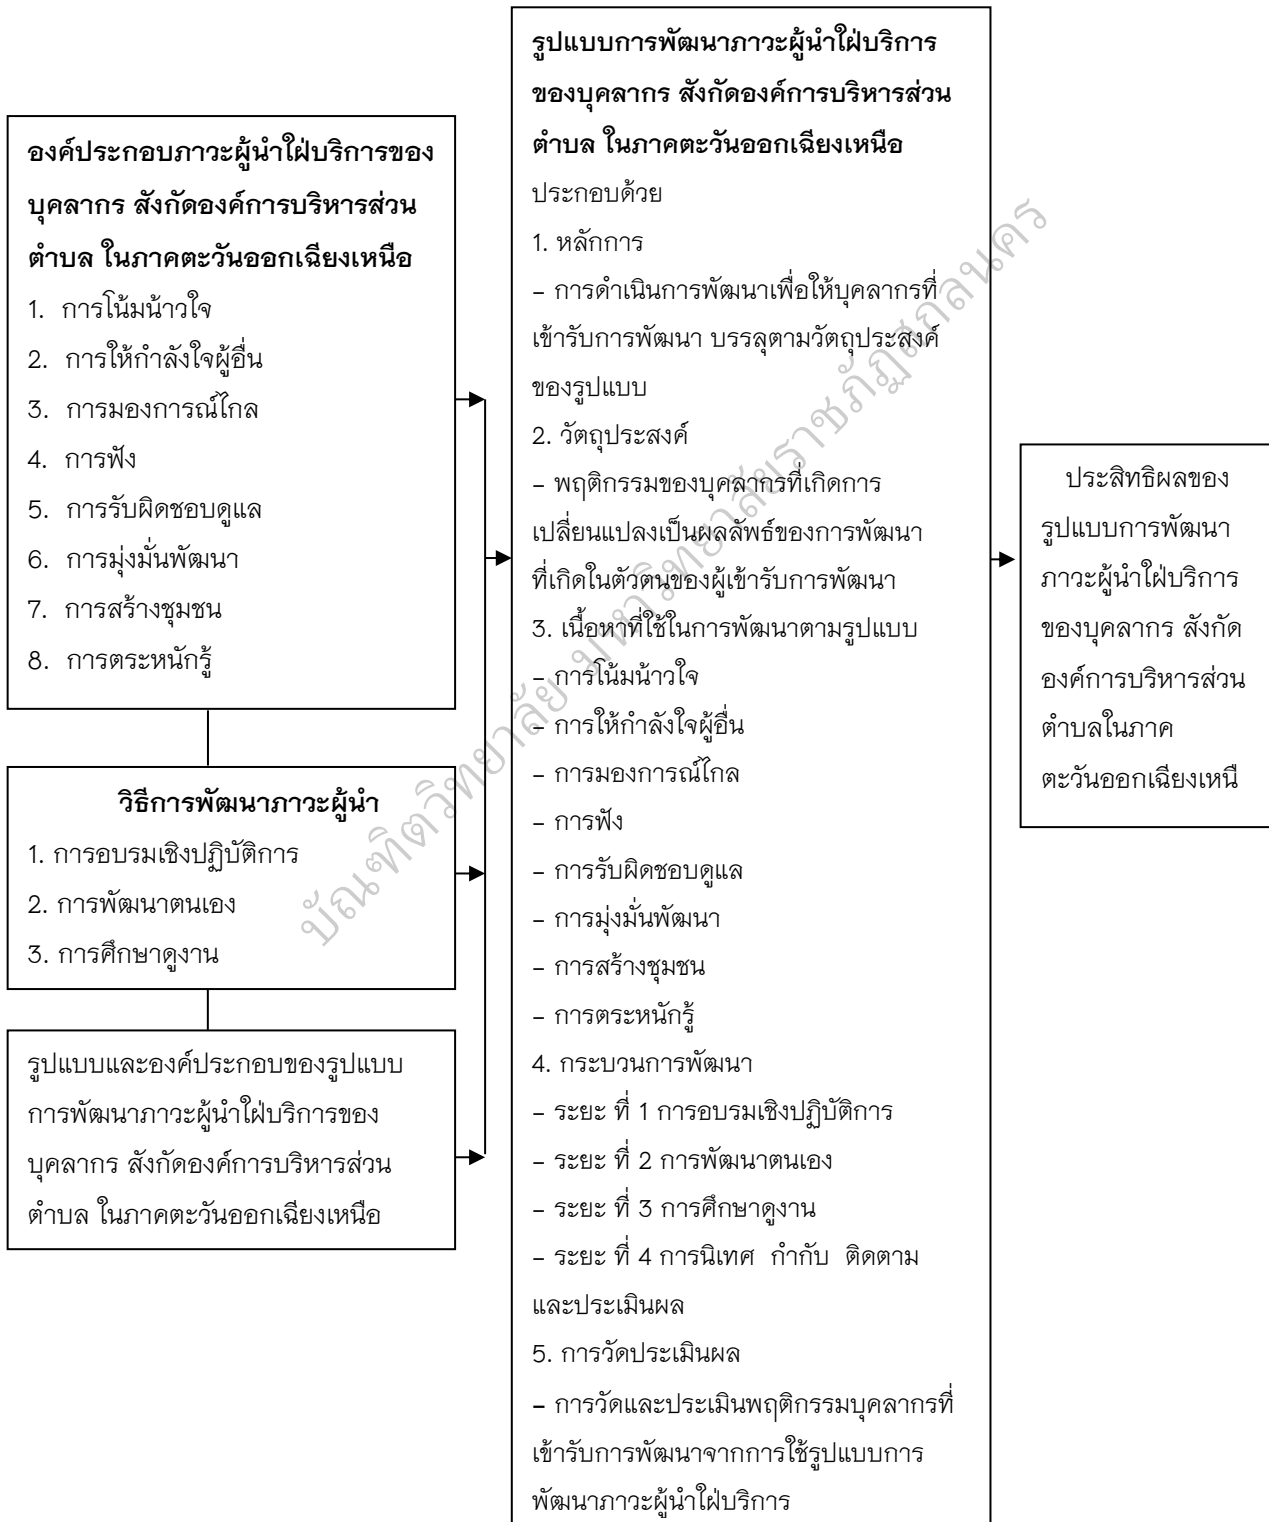 องค์ประกอบภาวะผู้นำใฝ่บริการของ
บุคลากร สังกัดองค์การบริหารส่วน
ตำบล ในภาคตะวันออกเฉียงเหนือ
1. การโน้มน้าวใจ
2. การให้กำลังใจผู้อื่น
3. การมองการณ์ไกล
4. การฟัง
5. การรับผิดชอบดูแล
6. การมุ่งมั่นพัฒนา
7. การสร้างชุมชน
8. การตระหนักรู้
วิธีการพัฒนาภาวะผู้นำ
1. การอบรมเชิงปฏิบัติการ
2. การพัฒนาตนเอง
3. การศึกษาดูงาน
รูปแบบและองค์ประกอบของรูปแบบ
การพัฒนาภาวะผู้นำใฝ่บริการของ
บุคลากร สังกัดองค์การบริหารส่วน
ตำบล ในภาคตะวันออกเฉียงเหนือ
รูปแบบการพัฒนาภาวะผู้นำใฝ่บริการ
ของบุคลากร สังกัดองค์การบริหารส่วน
ตำบล ในภาคตะวันออกเฉียงเหนือ
ประกอบด้วย
1. หลักการ
– การดำเนินการพัฒนาเพื่อให้บุคลากรที่
เข้ารับการพัฒนา บรรลุตามวัตถุประสงค์
ของรูปแบบ
2. วัตถุประสงค์
– พฤติกรรมของบุคลากรที่เกิดการ
เปลี่ยนแปลงเป็นผลลัพธ์ของการพัฒนา
ที่เกิดในตัวตนของผู้เข้ารับการพัฒนา
3. เนื้อหาที่ใช้ในการพัฒนาตามรูปแบบ
– การโน้มน้าวใจ
– การให้กำลังใจผู้อื่น
– การมองการณ์ไกล
– การฟัง
– การรับผิดชอบดูแล
– การมุ่งมั่นพัฒนา
– การสร้างชุมชน
– การตระหนักรู้
4. กระบวนการพัฒนา
– ระยะ ที่ 1 การอบรมเชิงปฏิบัติการ
– ระยะ ที่ 2 การพัฒนาตนเอง
– ระยะ ที่ 3 การศึกษาดูงาน
– ระยะ ที่ 4 การนิเทศ กำกับ ติดตาม
และประเมินผล
5. การวัดประเมินผล
– การวัดและประเมินพฤติกรรมบุคลากรที่
เข้ารับการพัฒนาจากการใช้รูปแบบการ
พัฒนาภาวะผู้นำใฝ่บริการ
ประสิทธิผลของ
รูปแบบการพัฒนา
ภาวะผู้นำใฝ่บริการ
ของบุคลากร สังกัด
องค์การบริหารส่วน
ตำบลในภาค
ตะวันออกเฉียงเหนื
บัณฑิตวิทยาลัย มหาวิทยาลัยราชภัฏสกลนคร